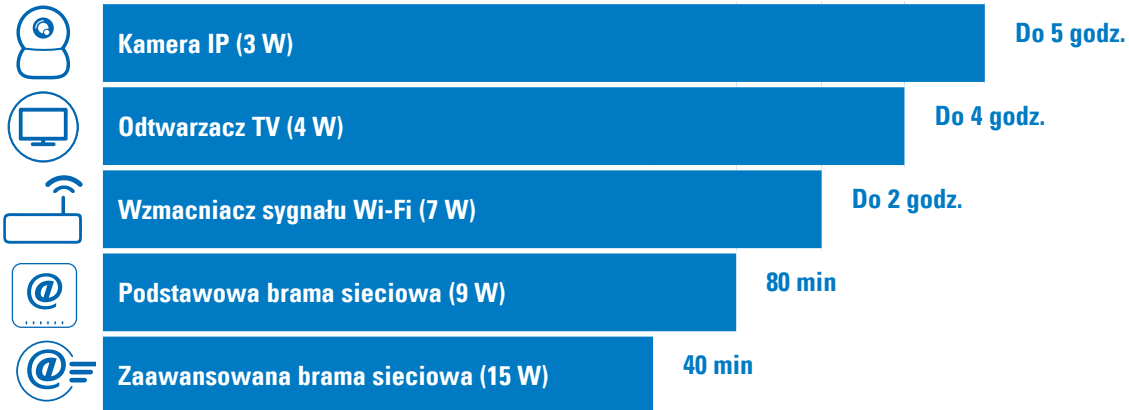 Kamera IP (3 W) Do 5 godz.
Odtwarzacz TV (4 W) Do 4 godz.
Wzmacniacz sygnału Wi-Fi (7 W) Do 2 godz.
@ Podstawowa brama sieciowa (9 W) 80 min
@ Zaawansowana brama sieciowa (15 W) 40 min